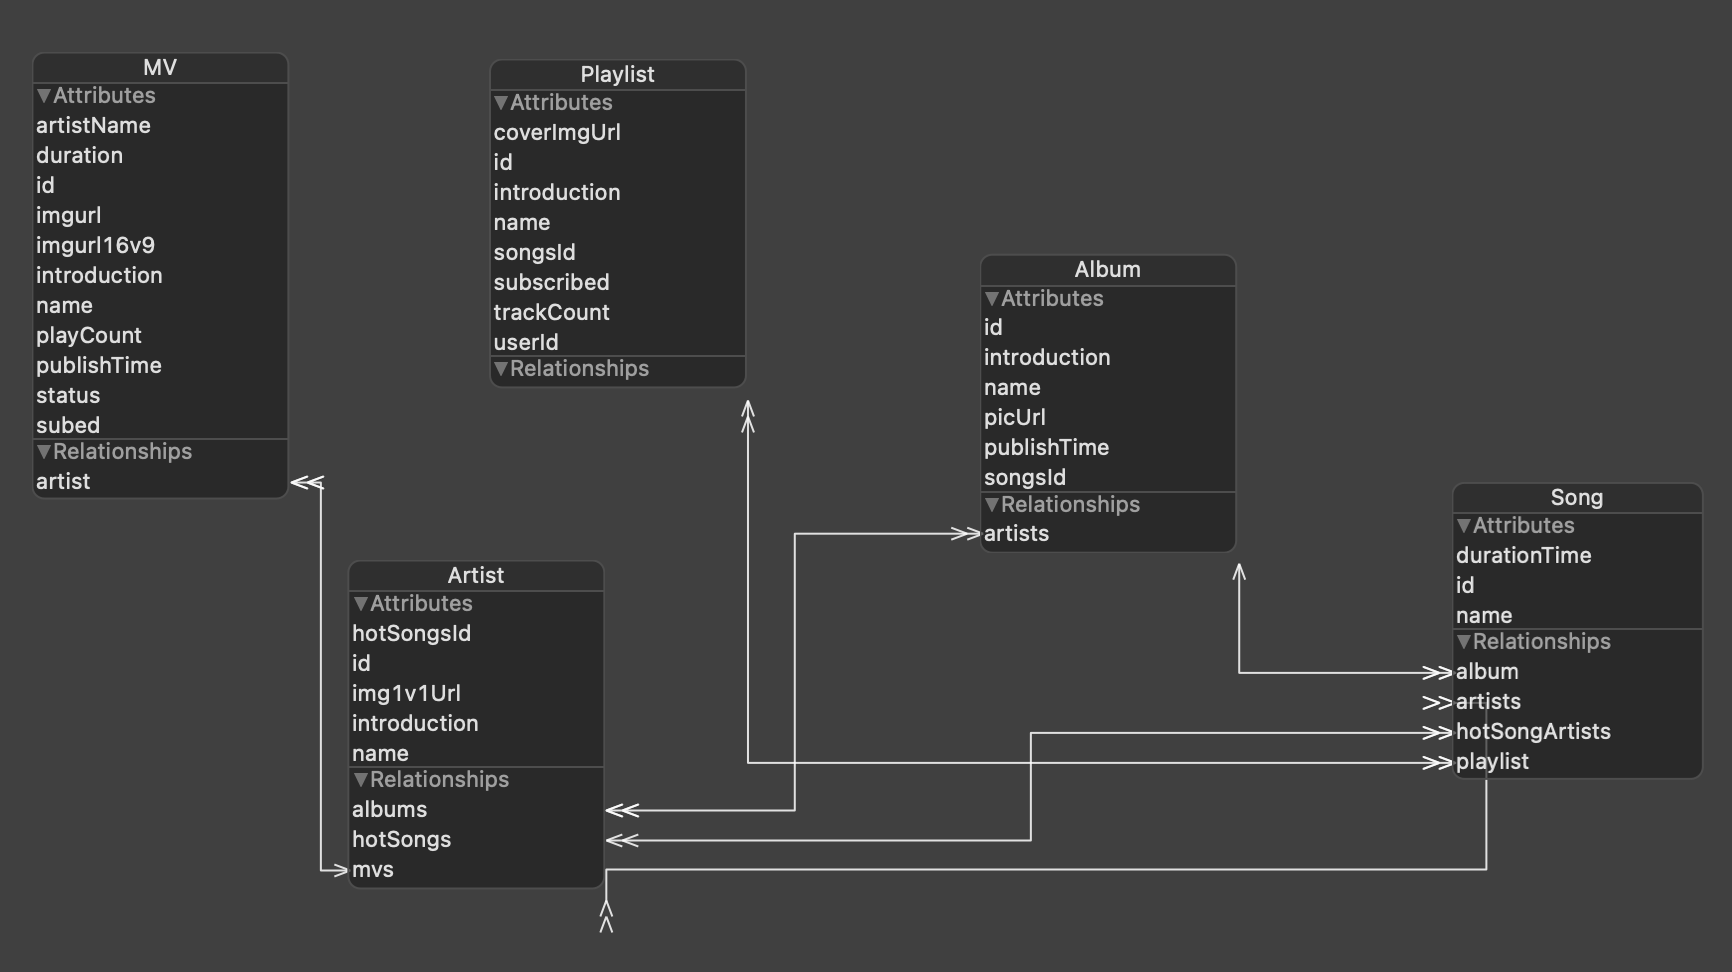 MV
▼Attributes
artistName
duration
id
imgurl
imgurl16v9
introduction
name
playCount
publishTime
status
subed
▼Relationships
artist
Playlist
▼Attributes
coverImgUrl
id
introduction
name
songsId
subscribed
trackCount
userId
▼Relationships
Album
▼Attributes
id
introduction
name
picUrl
publishTime
songsId
▼Relationships
artists
Song
▼Attributes
durationTime
id
name
▼Relationships
album
artists
hotSongArtists
playlist
Artist
▼Attributes
hotSongsId
id
img1v1Url
introduction
name
▼Relationships
albums
hotSongs
mvs